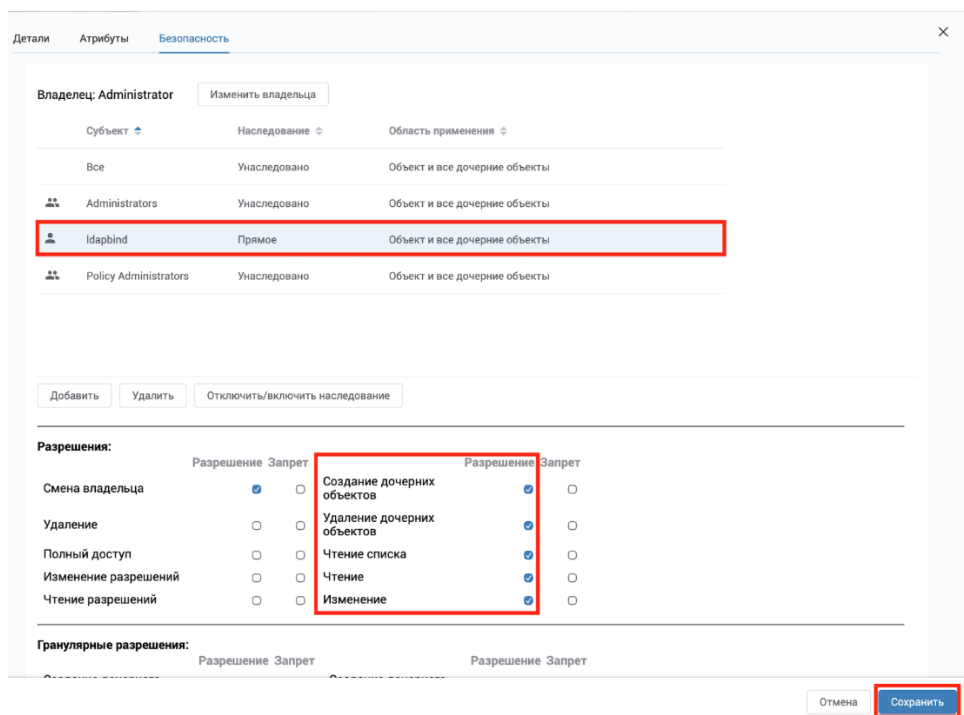 Детали Атрибуты Безопасность
Владелец: Administrator Изменить владельца
Субъект Наследование Область применения
Все Унаследовано Объект и все дочерние объекты
Administrators Унаследовано Объект и все дочерние объекты
ldapbind Прямое Объект и все дочерние объекты
Policy Administrators Унаследовано Объект и все дочерние объекты
Добавить Удалить Отключить/включить наследование
Разрешения:
Разрешение Запрет Разрешение Запрет
Смена владельца Создание дочерних
объектов
Удаление Удаление дочерних
объектов
Полный доступ Чтение списка
Изменение разрешений Чтение
Чтение разрешений Изменение
Гранулярные разрешения:
Разрешение Запрет Разрешение Запрет
Отмена Сохранить